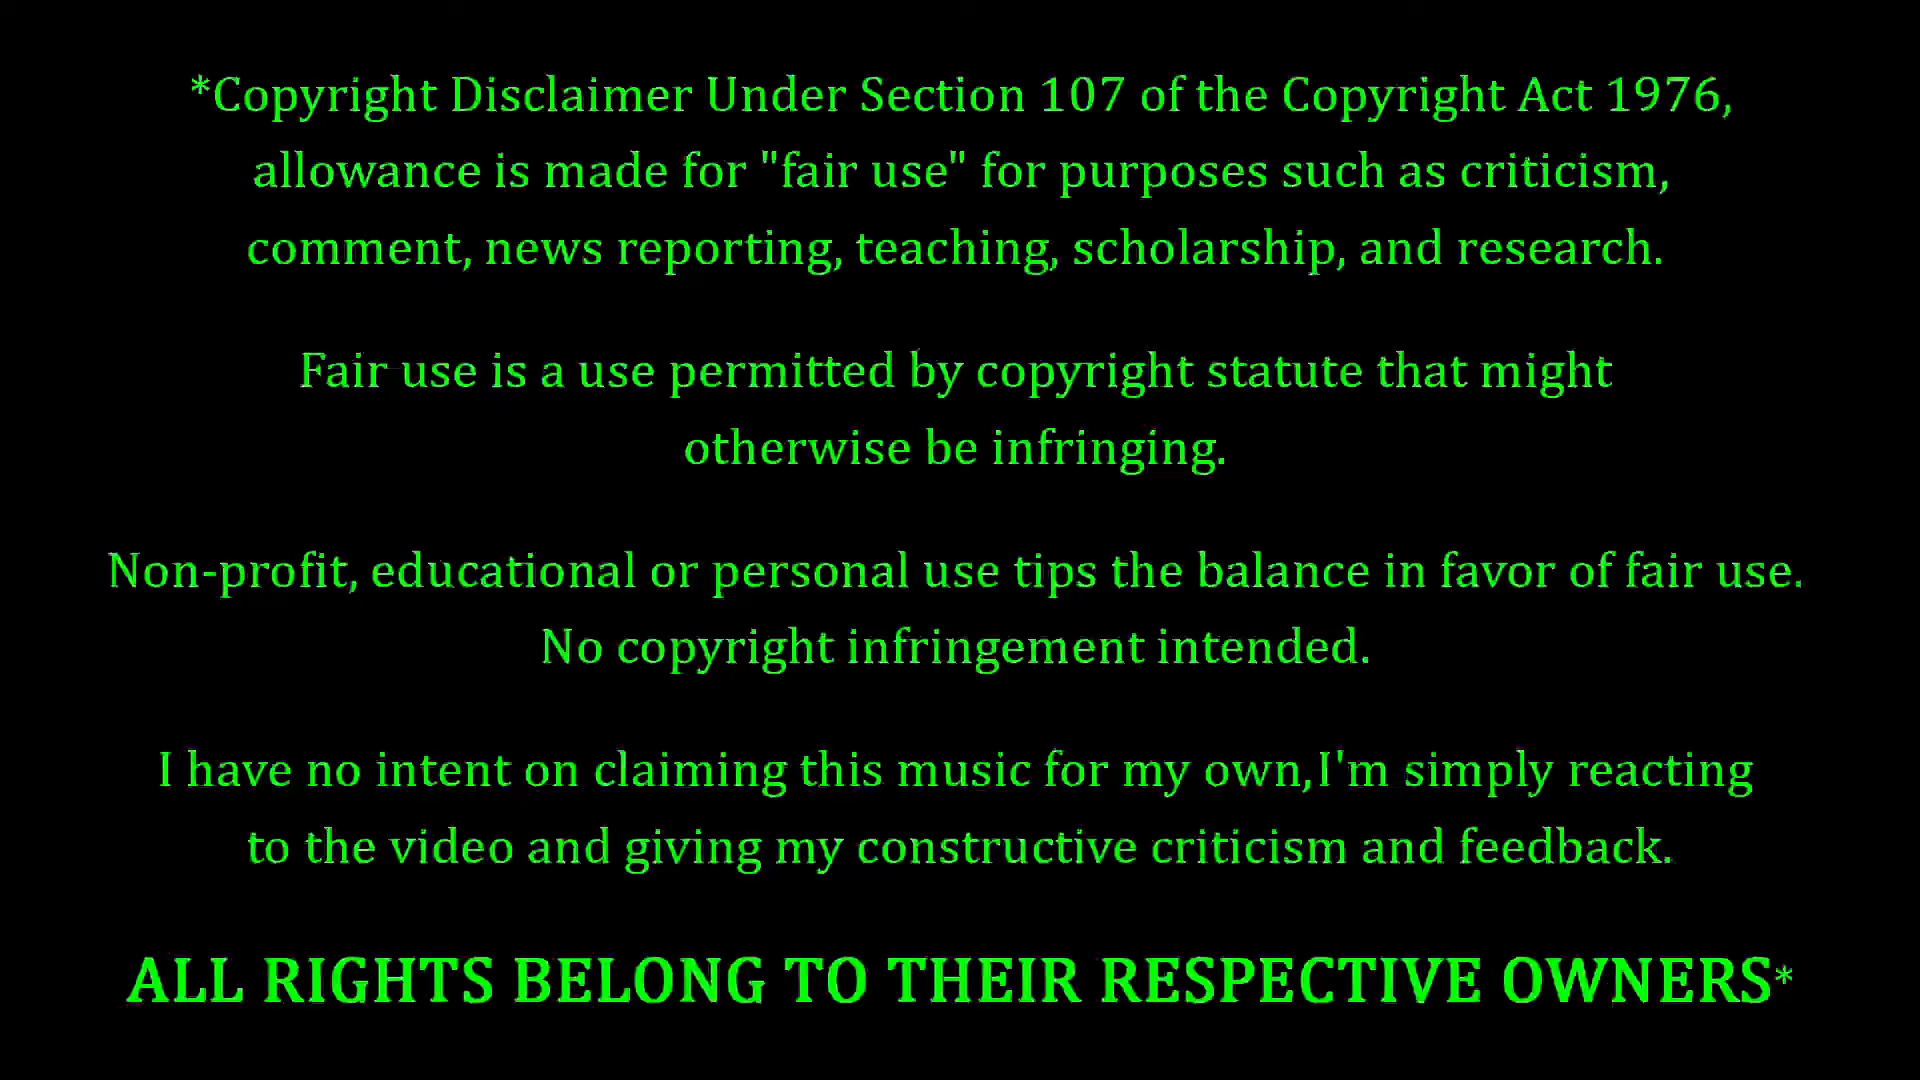 *Copyright Disclaimer Under Section 107 of the Copyright Act 1976,
allowance is made for "fair use" for purposes such as criticism,
comment, news reporting, teaching, scholarship, and research.
Fair use is a use permitted by copyright statute that might
otherwise be infringing.
Non-profit, educational or personal use tips the balance in favor of fair use.
No copyright infringement intended.
I have no intent on claiming this music for my own,I'm simply reacting
to the video and giving my constructive criticism and feedback.
ALL RIGHTS BELONG TO THEIR RESPECTIVE OWNERS*